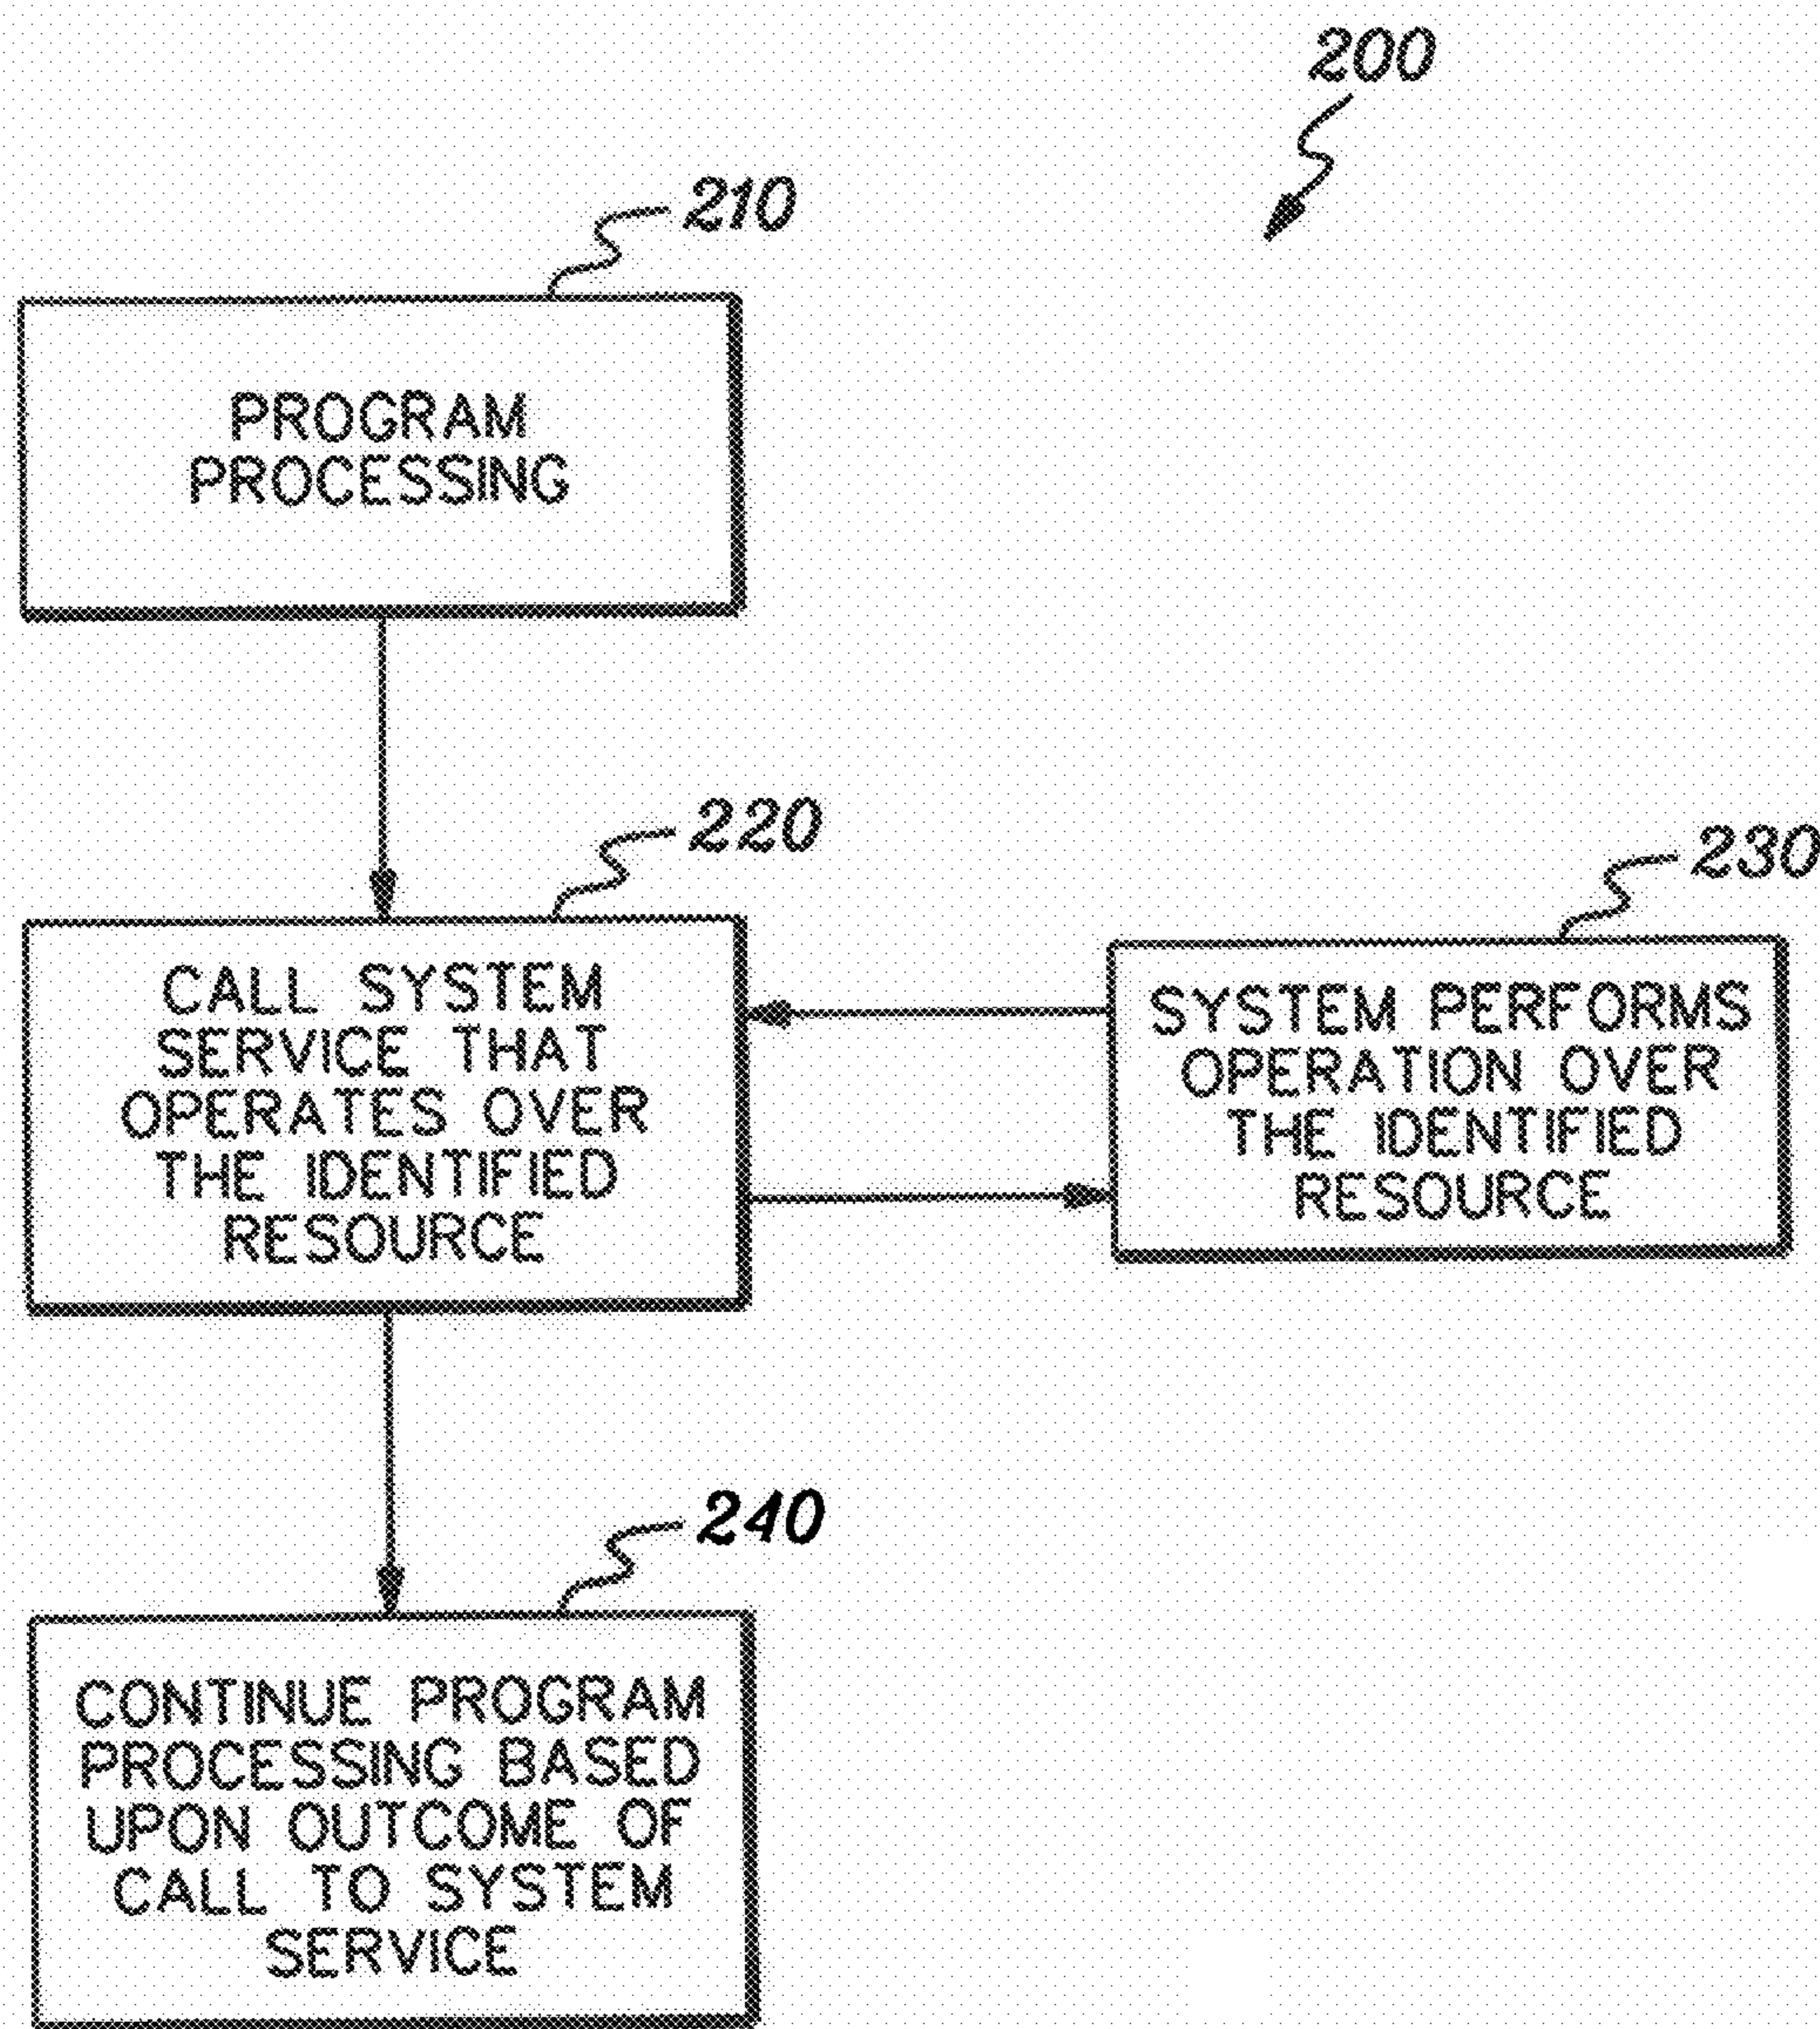 200
210
PROGRAM
PROCESSING
220
CALL SYSTEM
SERVICE THAT
OPERATES OVER
THE IDENTIFIED
RESOURCE
230
SYSTEM PERFORMS
OPERATION OVER
THE IDENTIFIED
RESOURCE
240
CONTINUE PROGRAM
PROCESSING BASED
UPON OUTCOME OF
CALL TO SYSTEM
SERVICE